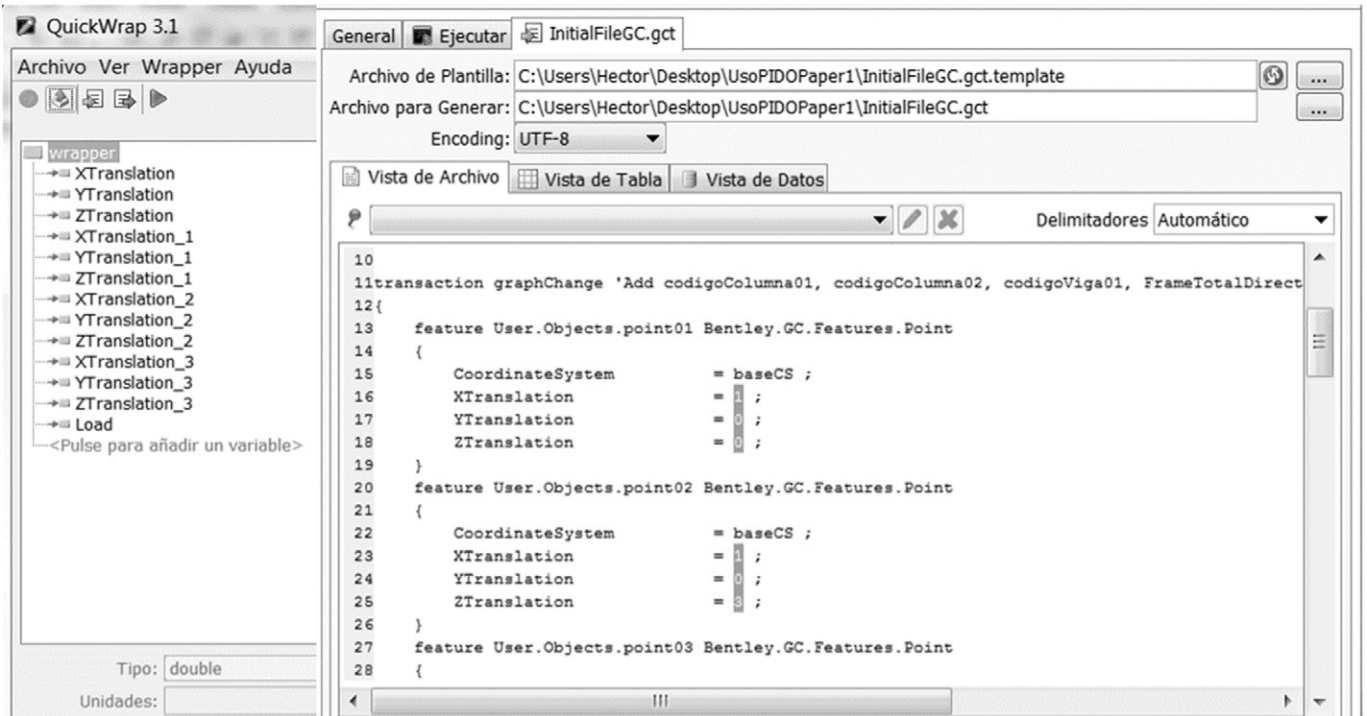 QuickWrap 3.1
Archivo Ver Wrapper Ayuda
wrapper
XTranslation
YTranslation
ZTranslation
XTranslation_1
YTranslation_1
ZTranslation_1
XTranslation_2
YTranslation_2
ZTranslation_2
XTranslation_3
YTranslation_3
ZTranslation_3
Load
<Pulse para añadir un variable>
Tipo: double
Unidades:
General Ejecutar InitialFileGC.gct
Archivo de Plantilla: C:\Users\Hector\Desktop\UsoPIDOPaper1\InitialFileGC.gct.template ...
Archivo para Generar: C:\Users\Hector\Desktop\UsoPIDOPaper1\InitialFileGC.gct ...
Encoding: UTF-8
Vista de Archivo Vista de Tabla Vista de Datos
Delimitadores Automático
10
11transaction graphChange 'Add codigoColumna01, codigoColumna02, codigoViga01, FrameTotalDirect
12{
13 feature User.Objects.point01 Bentley.GC.Features.Point
14 {
15 CoordinateSystem = baseCS ;
16 XTranslation = 1 ;
17 YTranslation = 0 ;
18 ZTranslation = 0 ;
19 }
20 feature User.Objects.point02 Bentley.GC.Features.Point
21 {
22 CoordinateSystem = baseCS ;
23 XTranslation = 1 ;
24 YTranslation = 0 ;
25 ZTranslation = 3 ;
26 }
27 feature User.Objects.point03 Bentley.GC.Features.Point
28 {